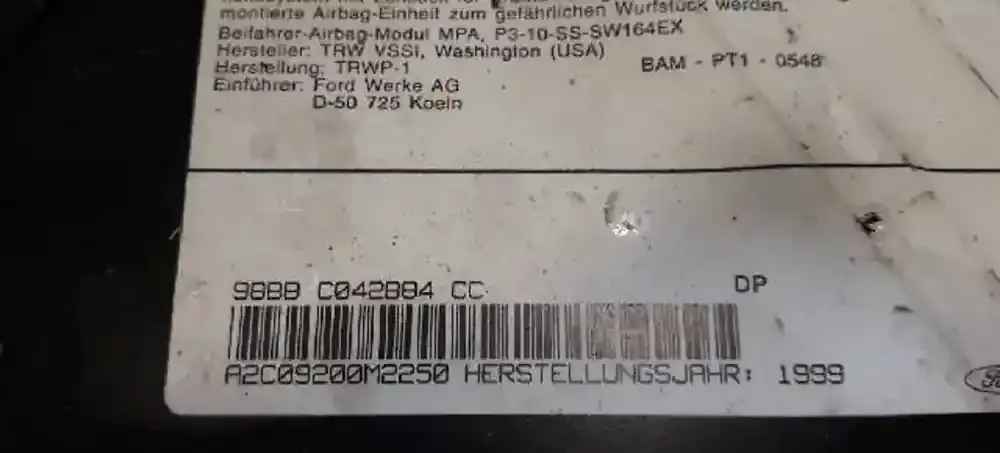 montierte Airbag-Einheit zum gefährlichen Wurfstück werden.
Beifahrer-Airbag-Modul MPA, P3-10-SS-SW164EX
Hersteller: TRW VSSI, Washington (USA)
Herstellung: TRWP-1
BAM - PT1 - 0548
Einführer: Ford Werke AG
D-50 725 Koeln
98BB C042B84 CC
DP
A2C09200M2250 HERSTELLUNGSJAHR: 1999